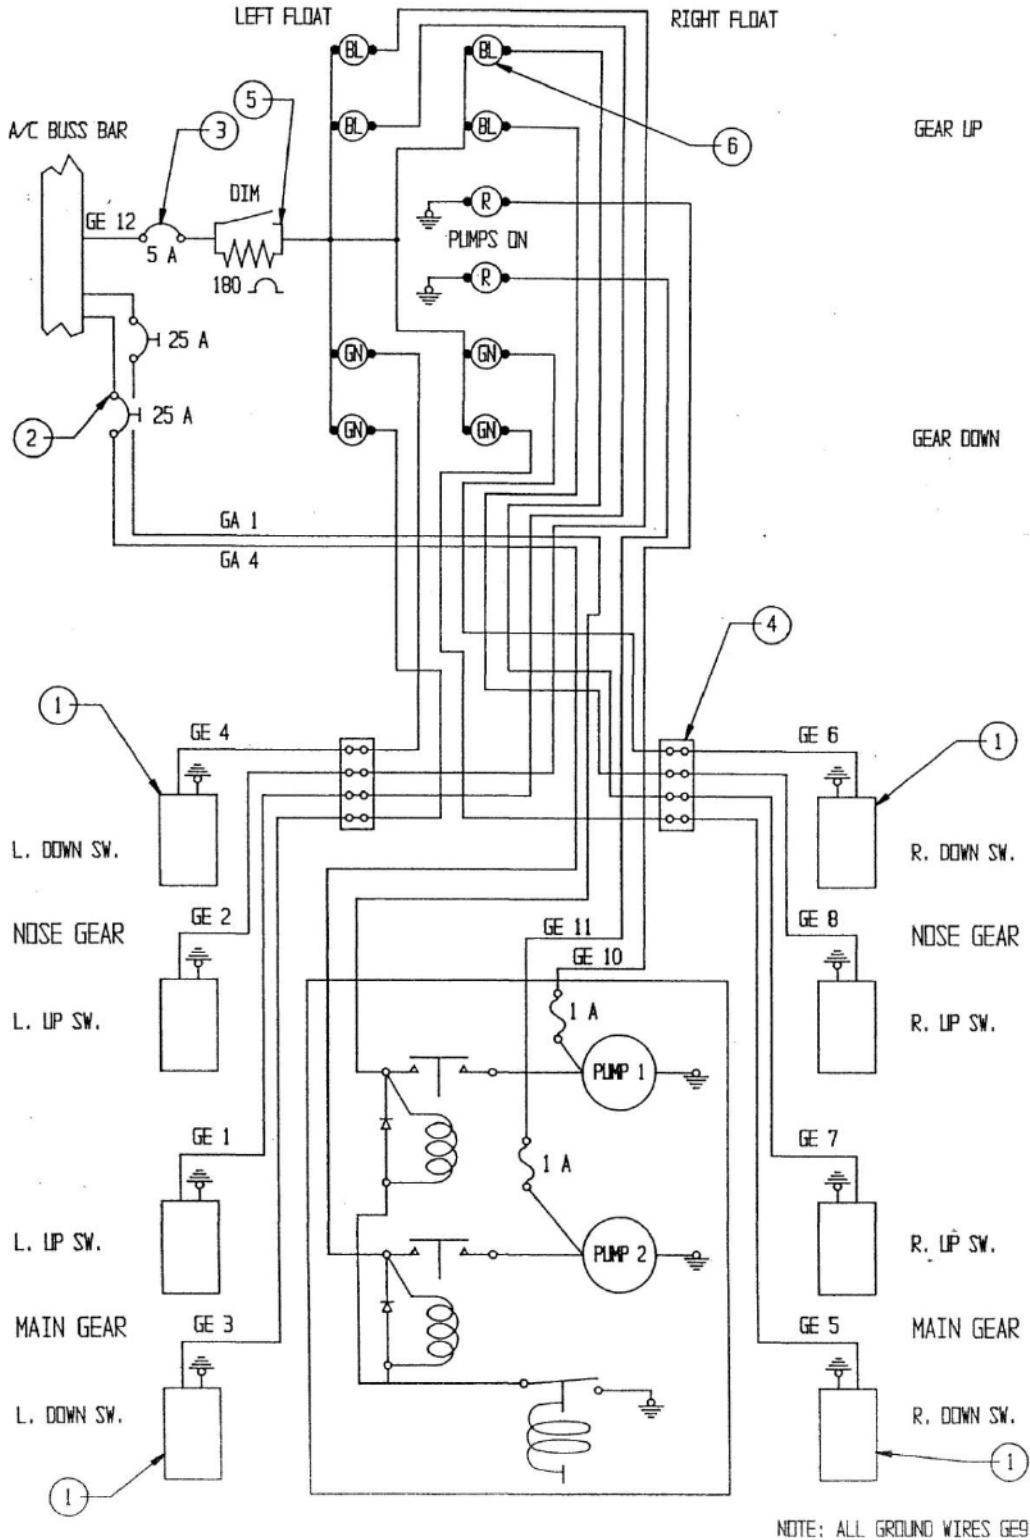 LEFT FLOAT
RIGHT FLOAT
BL
BL
5
A/C BUSS BAR
3
BL
BL
6
GEAR UP
DIM
R
GE 12
PUMPS ON
5 A
180
R
25 A
GN
GN
25 A
2
GN
GN
GEAR DOWN
GA 1
GA 4
4
1
GE 4
GE 6
1
L. DOWN SW.
R. DOWN SW.
GE 2
GE 11
GE 8
NOSE GEAR
NOSE GEAR
GE 10
1 A
L. UP SW.
R. UP SW.
PUMP 1
GE 1
GE 7
1 A
L. UP SW.
R. UP SW.
PUMP 2
MAIN GEAR
GE 3
GE 5
MAIN GEAR
L. DOWN SW.
R. DOWN SW.
1
1
NOTE: ALL GROUND WIRES GE9